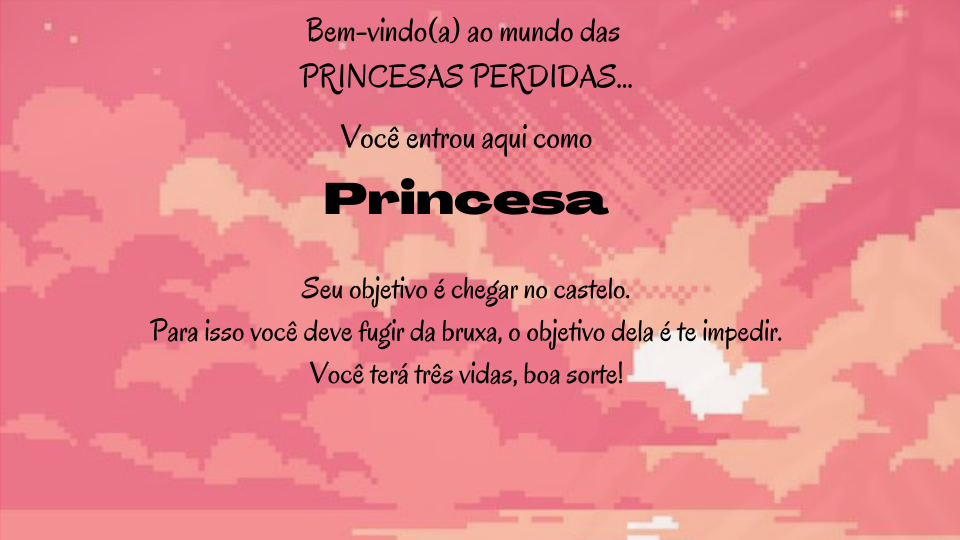 Bem-vindo(a) ao mundo das
PRINCESAS PERDIDAS...
Você entrou aqui como
Princesa
Seu objetivo é chegar no castelo.
Para isso você deve fugir da bruxa, o objetivo dela é te impedir.
Você terá três vidas, boa sorte!